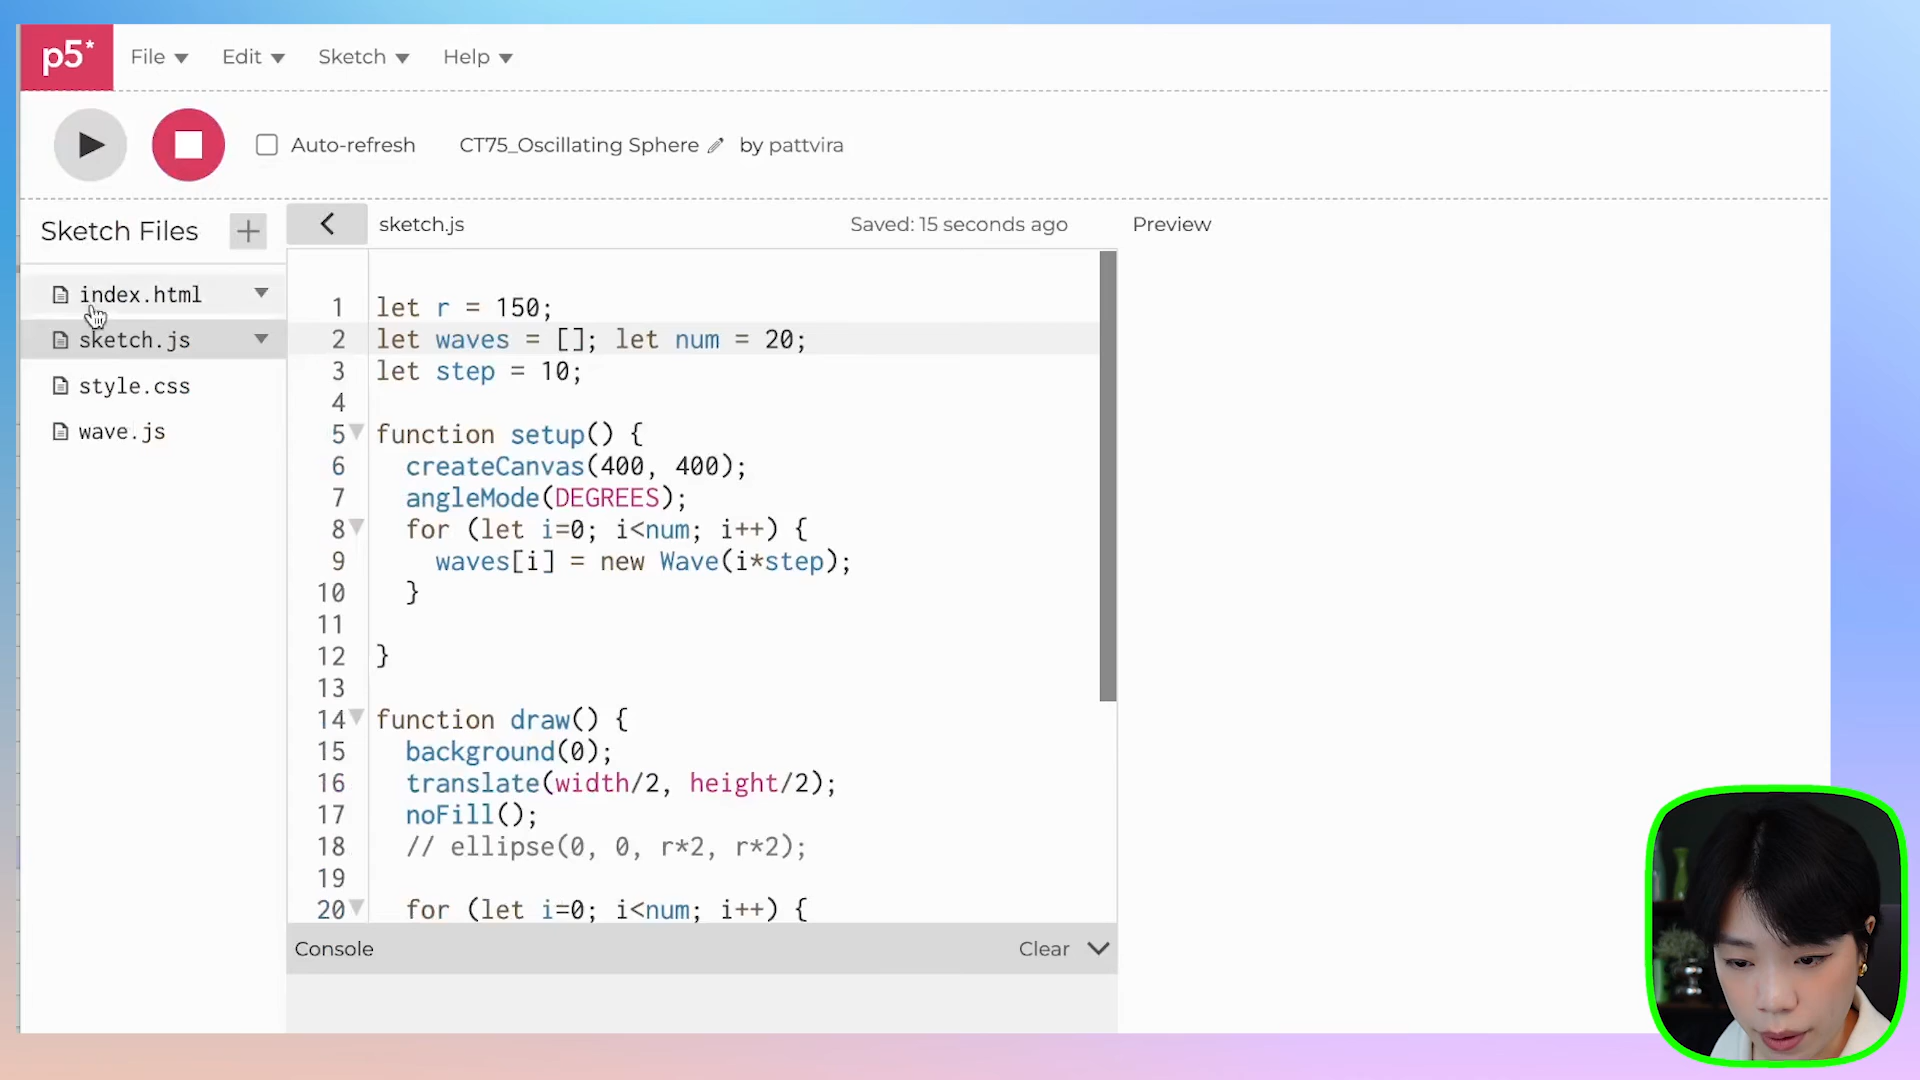 p5*
File Edit Sketch Help
Auto-refresh CT75_Oscillating Sphere by pattvira
Sketch Files + sketch.js Saved: 15 seconds ago Preview
index.html
sketch.js
style.css
wave.js
1 let r = 150;
2 let waves = []; let num = 20;
3 let step = 10;
4
5 function setup() {
6 createCanvas(400, 400);
7 angleMode(DEGREES);
8 for (let i=0; i<num; i++) {
9 waves[i] = new Wave(i*step);
10 }
11
12 }
13
14 function draw() {
15 background(0);
16 translate(width/2, height/2);
17 noFill();
18 // ellipse(0, 0, r*2, r*2);
19
20 for (let i=0; i<num; i++) {
Console Clear